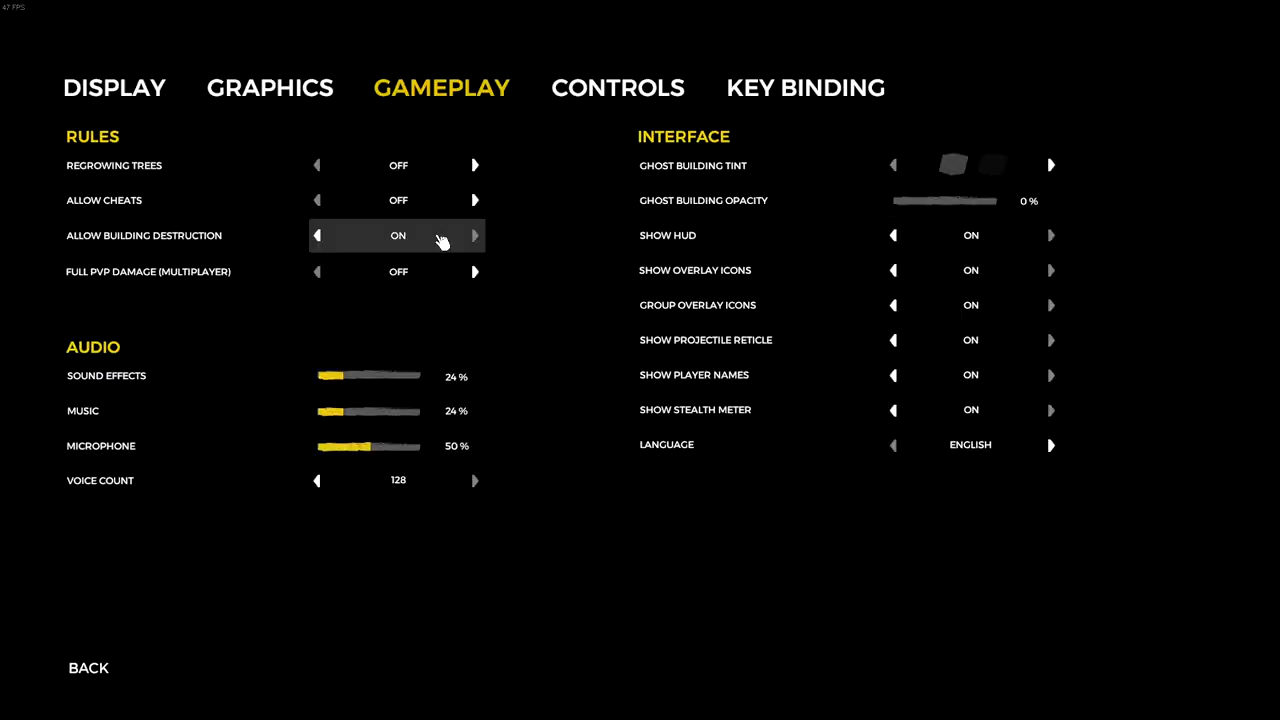 47 FPS
DISPLAY GRAPHICS GAMEPLAY CONTROLS KEY BINDING
RULES
REGROWING TREES OFF
ALLOW CHEATS OFF
ALLOW BUILDING DESTRUCTION ON
FULL PVP DAMAGE (MULTIPLAYER) OFF
AUDIO
SOUND EFFECTS 24 %
MUSIC 24 %
MICROPHONE 50 %
VOICE COUNT 128
INTERFACE
GHOST BUILDING TINT
GHOST BUILDING OPACITY 0 %
SHOW HUD ON
SHOW OVERLAY ICONS ON
GROUP OVERLAY ICONS ON
SHOW PROJECTILE RETICLE ON
SHOW PLAYER NAMES ON
SHOW STEALTH METER ON
LANGUAGE ENGLISH
BACK